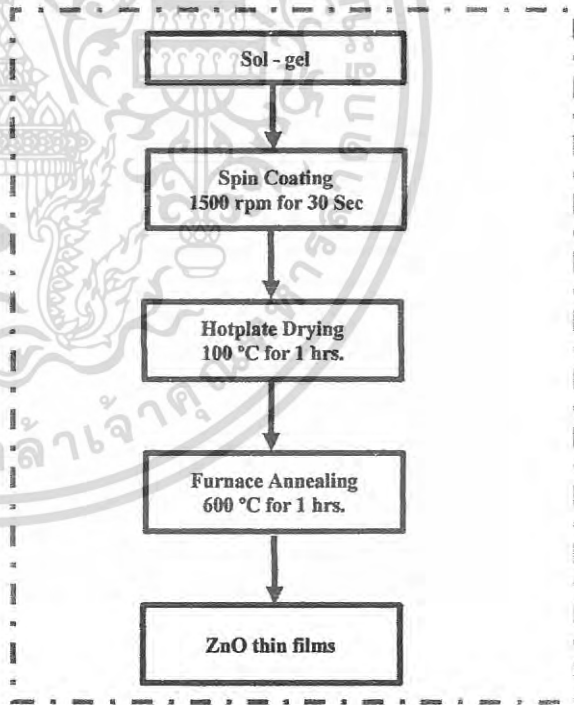 Sol - gel
Spin Coating
1500 rpm for 30 Sec
Hotplate Drying
100 °C for 1 hrs.
Furnace Annealing
600 °C for 1 hrs.
ZnO thin films